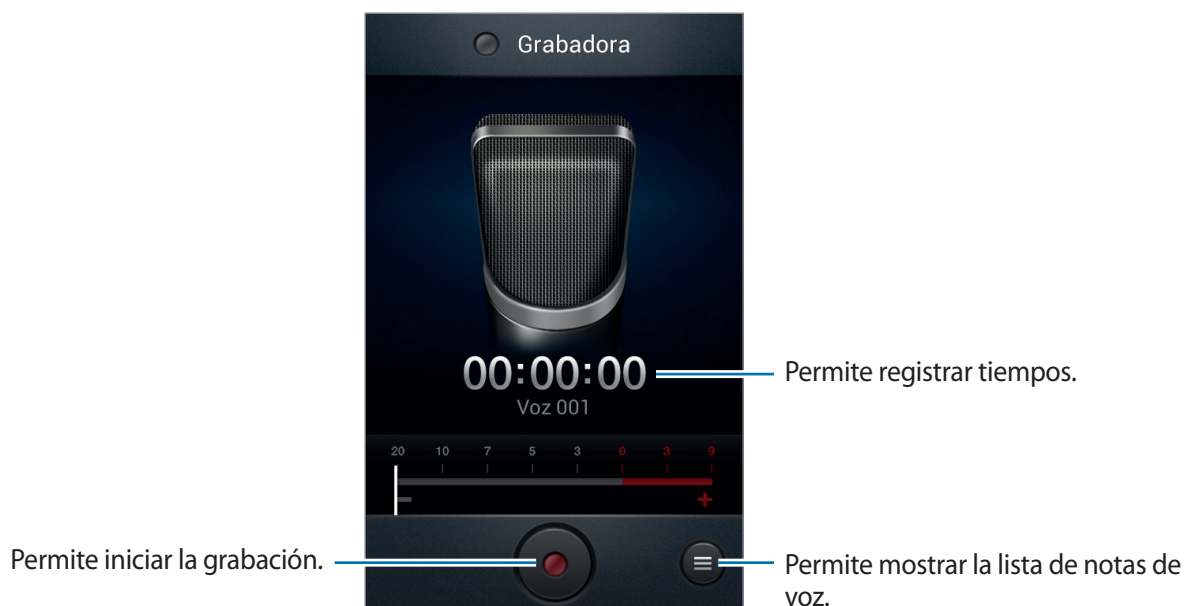 Grabadora
00:00:00
Permite registrar tiempos.
Voz 001
20 10 7 5 3 0 3 9
Permite iniciar la grabación.
Permite mostrar la lista de notas de
voz.